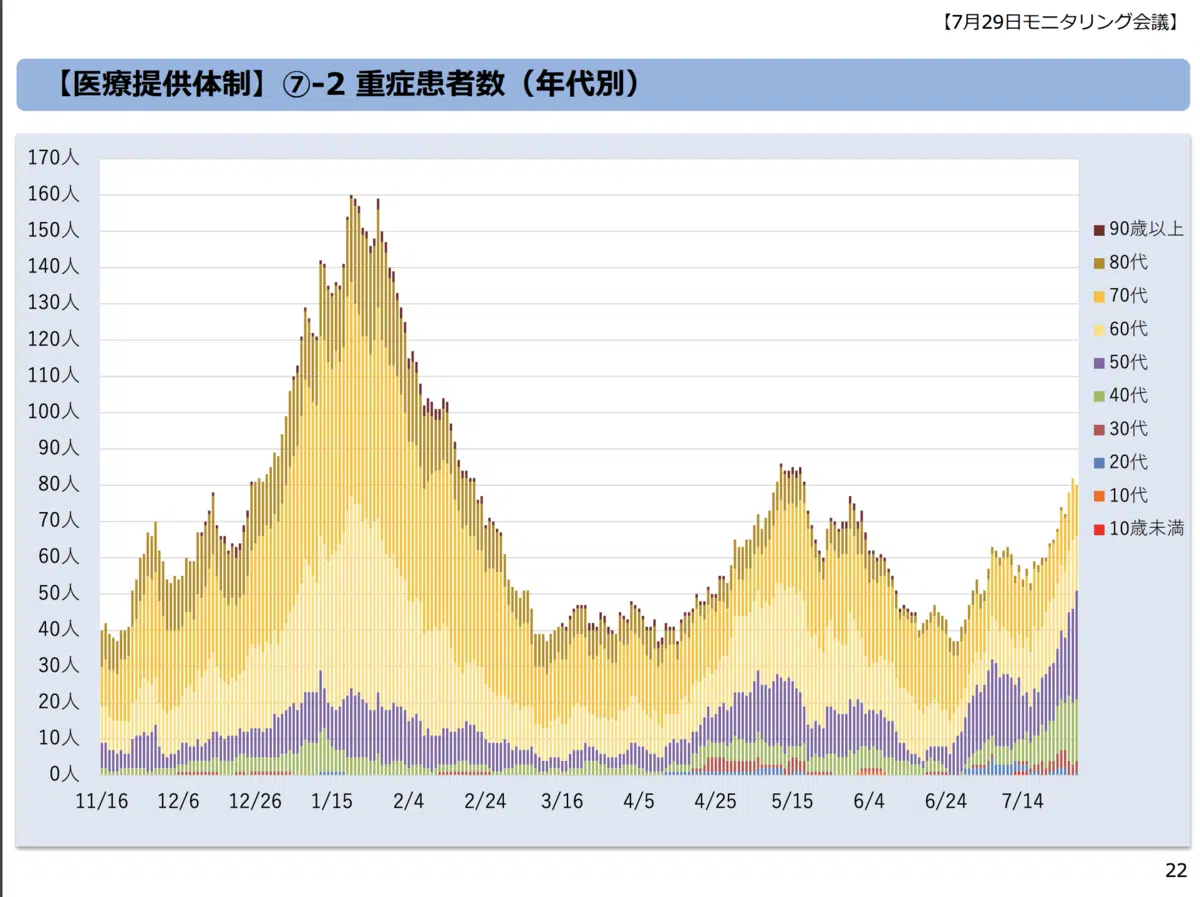 【7月29日モニタリング会議】
【医療提供体制】⑦-2 重症患者数（年代別）
170人
160人
150人
140人
130人
120人
110人
100人
90人
80人
70人
60人
50人
40人
30人
20人
10人
0人
11/16 12/6 12/26 1/15 2/4 2/24 3/16 4/5 4/25 5/15 6/4 6/24 7/14
90歳以上
80代
70代
60代
50代
40代
30代
20代
10代
10歳未満
22